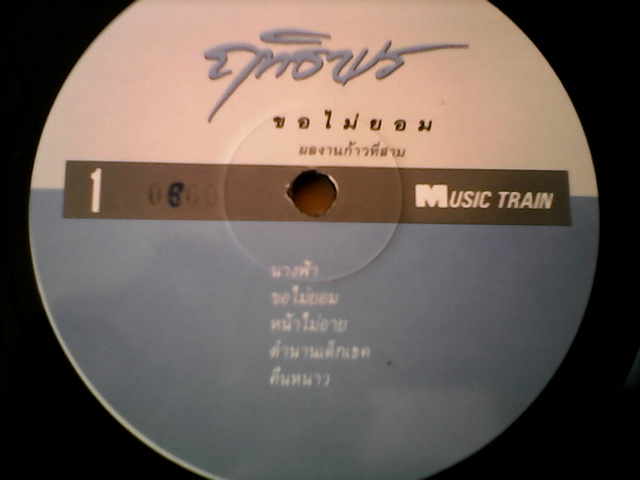 ฤทธิพร
ขอไม่ยอม
ผลงานก้าวที่สาม
1
MUSIC TRAIN
นางฟ้า
ขอไม่ยอม
หน้าไม่อาย
ตำนานเด็กเธค
คืนหนาว